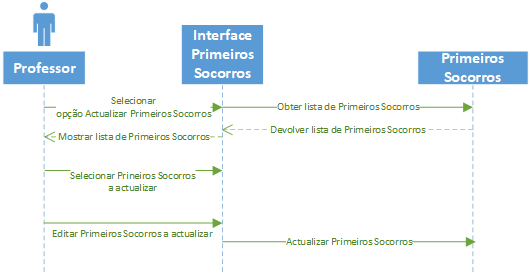 Professor
Interface
Primeiros
Socorros
Primeiros
Socorros
Selecionar
opção Actualizar Primeiros Socorros
Obter lista de Primeiros Socorros
Devolver lista de Primeiros Socorros
Mostrar lista de Primeiros Socorros
Selecionar Prineiros Socorros
a actualizar
Editar Primeiros Socorros a actualizar
Actualizar Primeiros Socorros